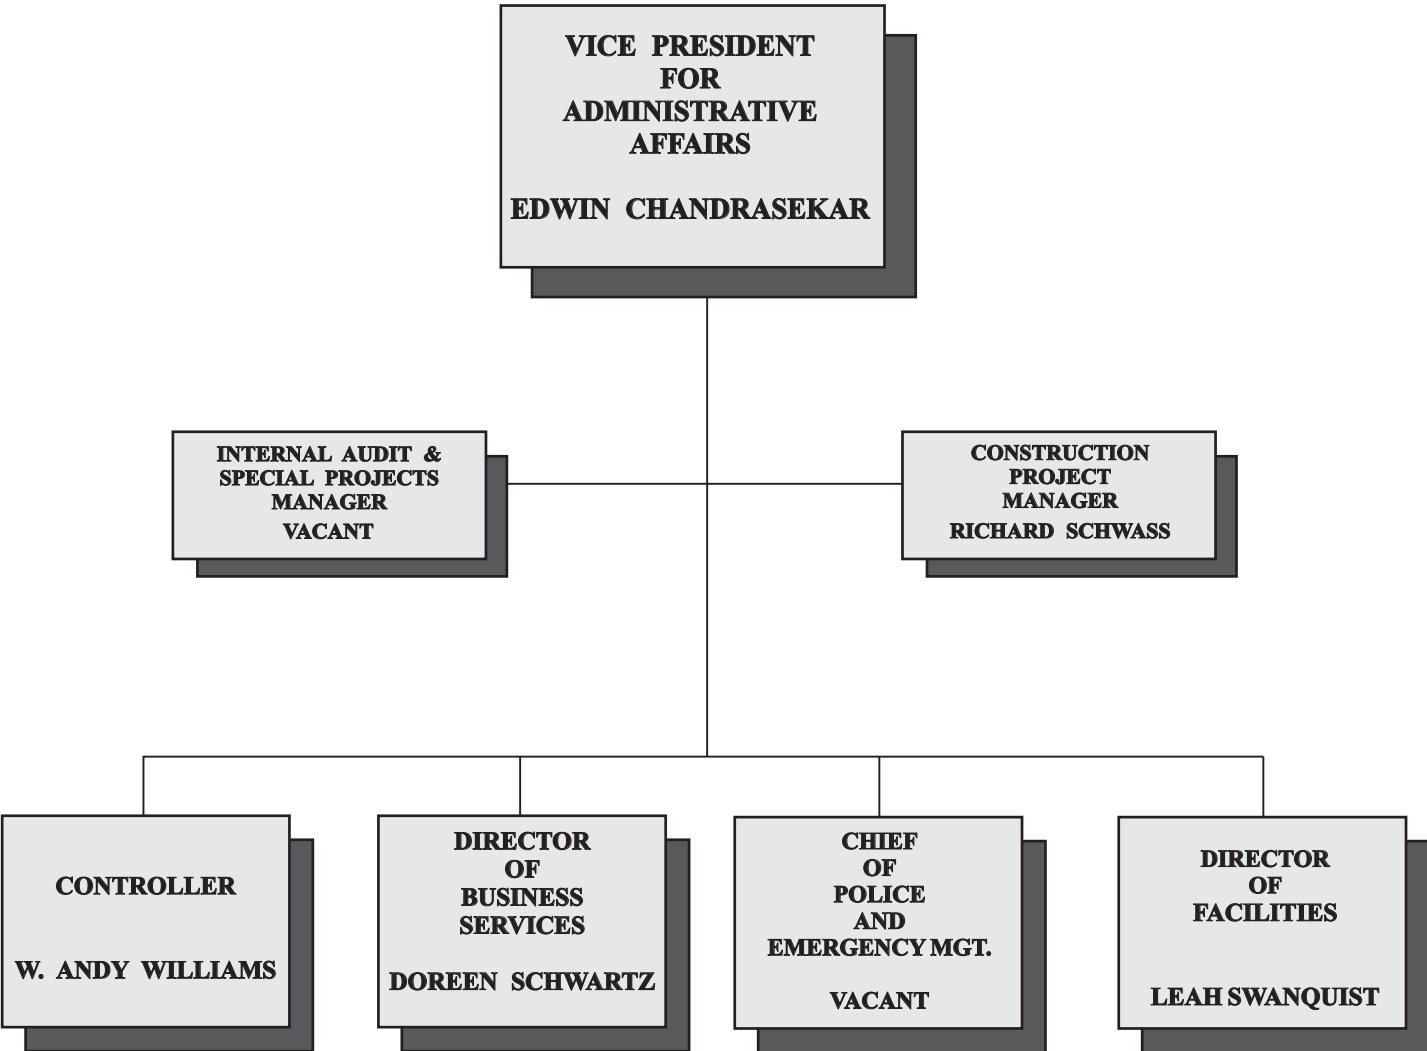 VICE PRESIDENT
FOR
ADMINISTRATIVE
AFFAIRS
EDWIN CHANDRASEKAR
INTERNAL AUDIT &
SPECIAL PROJECTS
MANAGER
VACANT
CONSTRUCTION
PROJECT
MANAGER
RICHARD SCHWASS
CONTROLLER
W. ANDY WILLIAMS
DIRECTOR
OF
BUSINESS
SERVICES
DOREEN SCHWARTZ
CHIEF
OF
POLICE
AND
EMERGENCY MGT.
VACANT
DIRECTOR
OF
FACILITIES
LEAH SWANQUIST